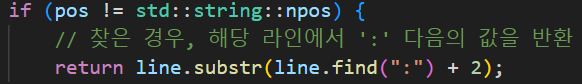 if (pos != std::string::npos) {
// 찾은 경우, 해당 라인에서 ':' 다음의 값을 반환
return line.substr(line.find(":") + 2);